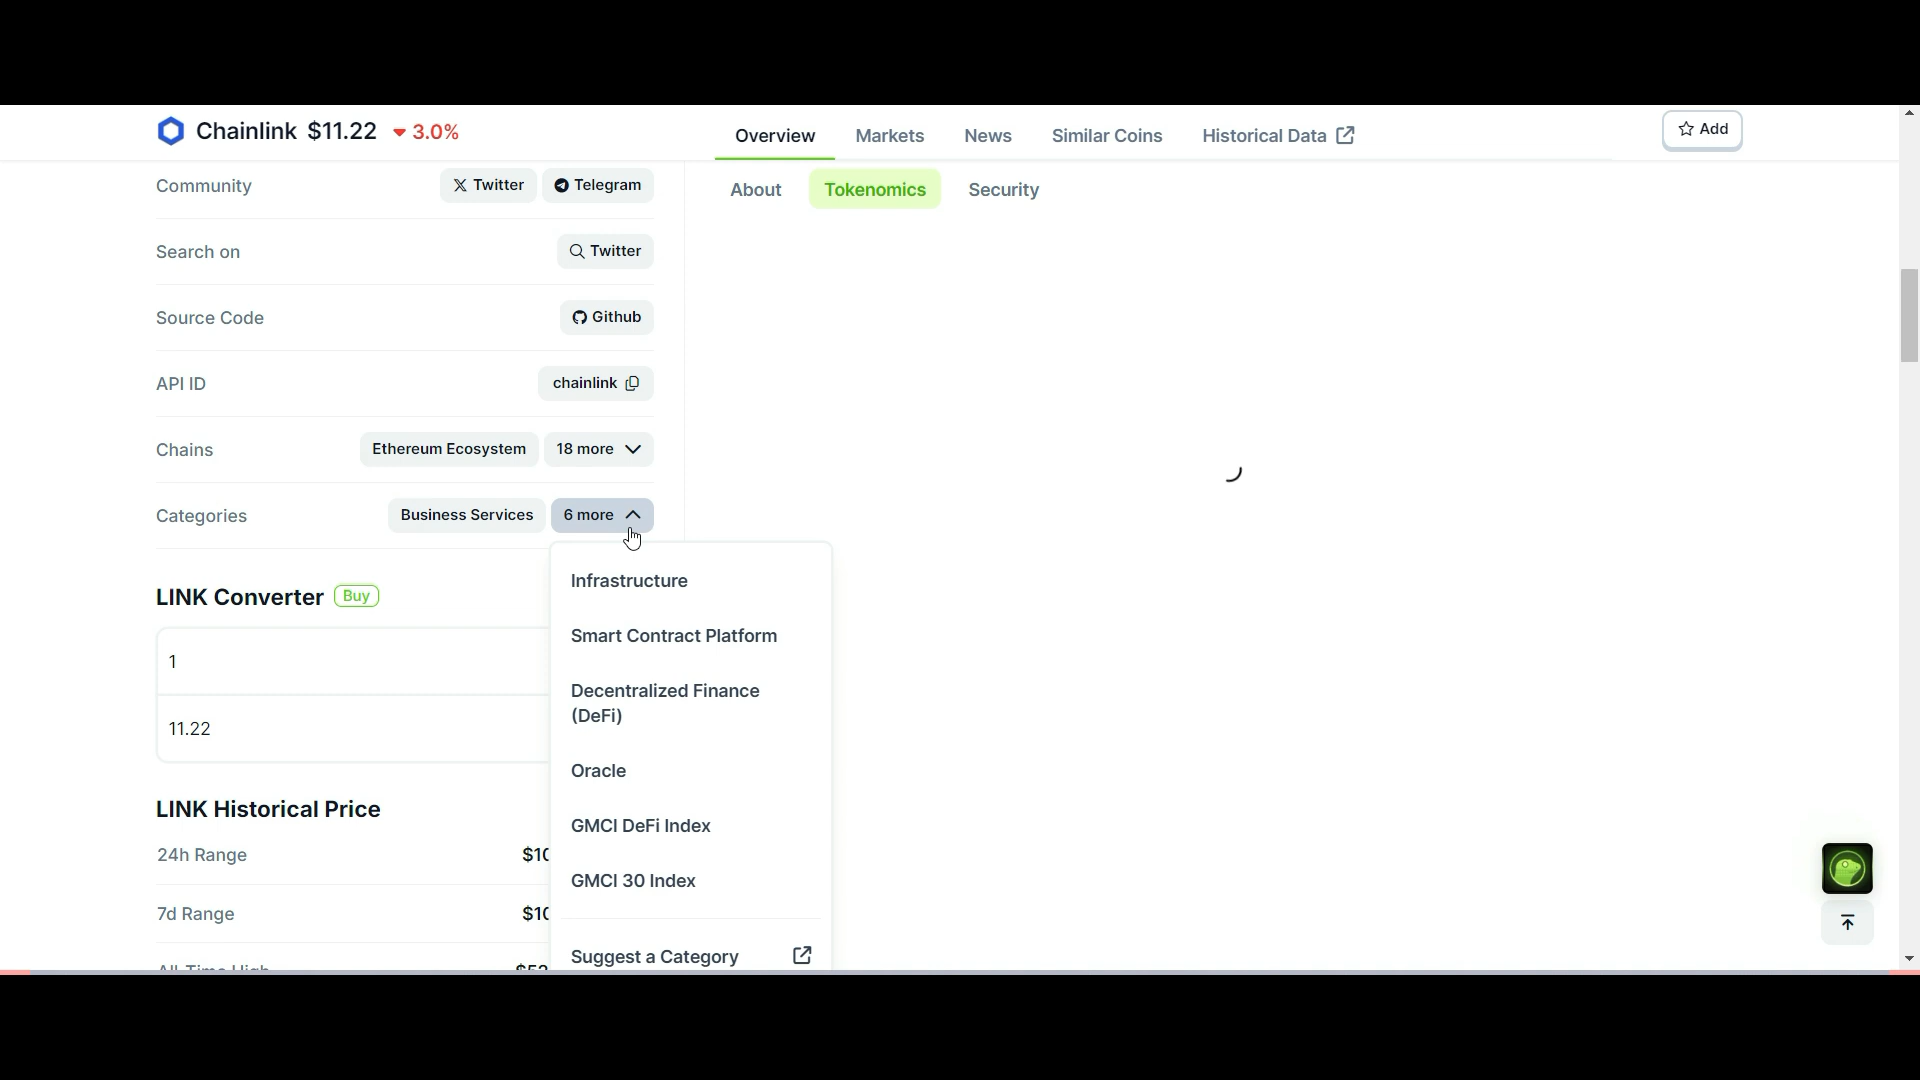 Chainlink $11.22 3.0%
Overview Markets News Similar Coins Historical Data
Add
Community Twitter Telegram
About Tokenomics Security
Search on Twitter
Source Code Github
API ID chainlink
Chains Ethereum Ecosystem 18 more
Categories Business Services 6 more
Infrastructure
Smart Contract Platform
Decentralized Finance
(DeFi)
Oracle
GMCI DeFi Index
GMCI 30 Index
Suggest a Category
LINK Converter Buy
1
11.22
LINK Historical Price
24h Range $10
7d Range $10